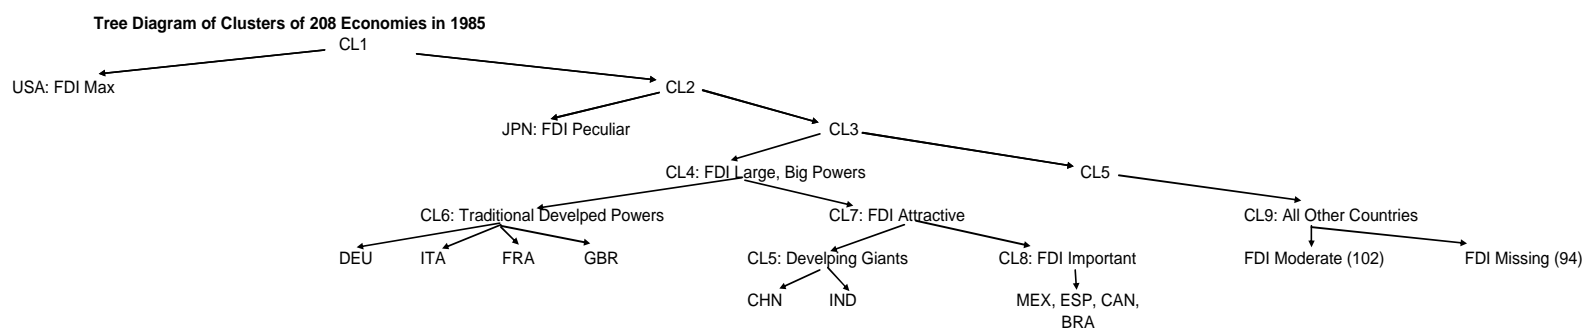 Tree Diagram of Clusters of 208 Economies in 1985
CL1
USA: FDI Max
CL2
JPN: FDI Peculiar
CL3
CL4: FDI Large, Big Powers
CL5
CL6: Traditional Develped Powers
CL7: FDI Attractive
CL9: All Other Countries
DEU
ITA
FRA
GBR
CL5: Develping Giants
CL8: FDI Important
FDI Moderate (102)
FDI Missing (94)
CHN
IND
MEX, ESP, CAN,
BRA